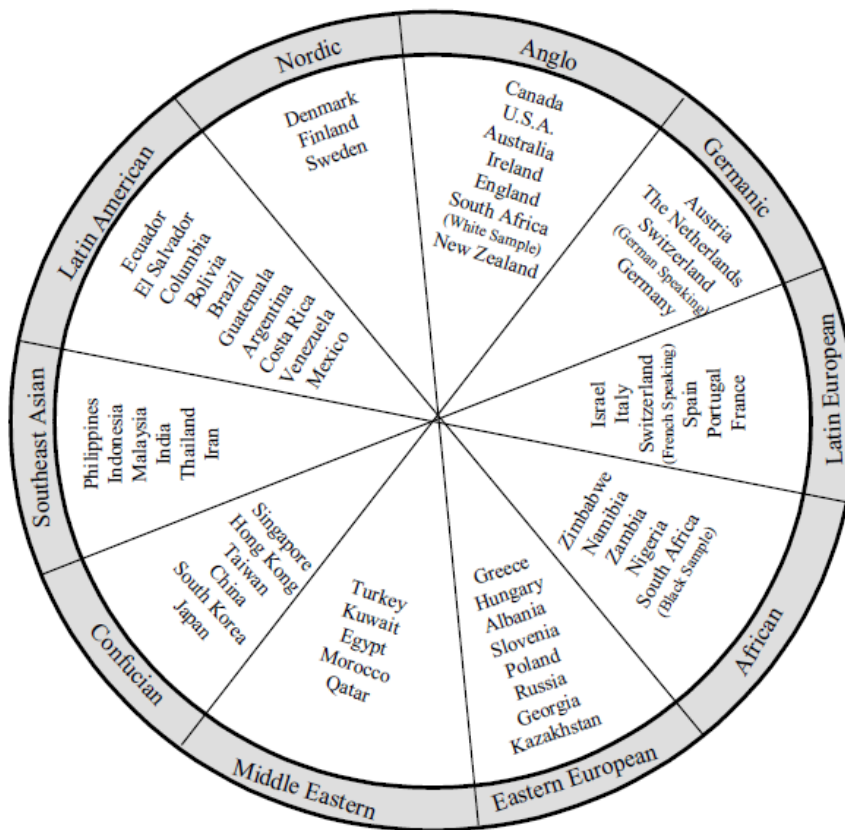 Nordic
Denmark
Finland
Sweden
Anglo
Canada
U.S.A.
Australia
Ireland
England
South Africa
(White Sample)
New Zealand
Germanic
Austria
The Netherlands
Switzerland
(German Speaking)
Germany
Latin European
Israel
Italy
Switzerland
(French Speaking)
Spain
Portugal
France
African
Zimbabwe
Namibia
Zambia
Nigeria
South Africa
(Black Sample)
Eastern European
Greece
Hungary
Albania
Slovenia
Poland
Russia
Georgia
Kazakhstan
Middle Eastern
Turkey
Kuwait
Egypt
Morocco
Qatar
Confucian
Singapore
Hong Kong
Taiwan
China
South Korea
Japan
Southeast Asian
Philippines
Indonesia
Malaysia
India
Thailand
Iran
Latin American
Ecuador
El Salvador
Columbia
Bolivia
Brazil
Guatemala
Argentina
Costa Rica
Venezuela
Mexico